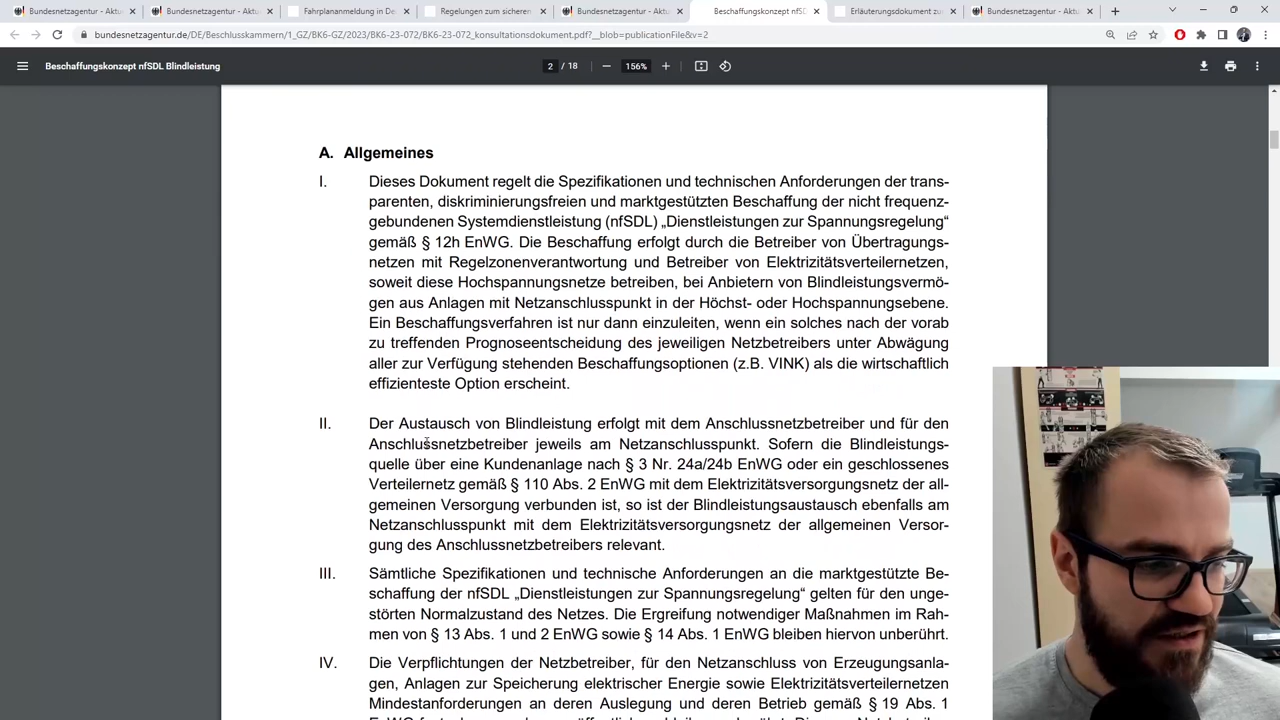 Bundesnetzagentur - Aktu
Bundesnetzagentur - Aktu
Fahrplananmeldung in De
Regelungen zum sicheren
Bundesnetzagentur - Aktu
Beschaffungskonzept nfSD
Erläuterungsdokument zu
Bundesnetzagentur - Aktu
bundesnetzagentur.de/DE/Beschlusskammern/1_GZ/BK6-GZ/2023/BK6-23-072/BK6-23-072_konsultationsdokument.pdf?__blob=publicationFile&v=2
Beschaffungskonzept nfSDL Blindleistung
2 / 18
156%
A. Allgemeines
I. Dieses Dokument regelt die Spezifikationen und technischen Anforderungen der trans-
parenten, diskriminierungsfreien und marktgestützten Beschaffung der nicht frequenz-
gebundenen Systemdienstleistung (nfSDL) „Dienstleistungen zur Spannungsregelung“
gemäß § 12h EnWG. Die Beschaffung erfolgt durch die Betreiber von Übertragungs-
netzen mit Regelzonenverantwortung und Betreiber von Elektrizitätsverteilernetzen,
soweit diese Hochspannungsnetze betreiben, bei Anbietern von Blindleistungsvermö-
gen aus Anlagen mit Netzanschlusspunkt in der Höchst- oder Hochspannungsebene.
Ein Beschaffungsverfahren ist nur dann einzuleiten, wenn ein solches nach der vorab
zu treffenden Prognoseentscheidung des jeweiligen Netzbetreibers unter Abwägung
aller zur Verfügung stehenden Beschaffungsoptionen (z.B. VINK) als die wirtschaftlich
effizienteste Option erscheint.
II. Der Austausch von Blindleistung erfolgt mit dem Anschlussnetzbetreiber und für den
Anschlussnetzbetreiber jeweils am Netzanschlusspunkt. Sofern die Blindleistungs-
quelle über eine Kundenanlage nach § 3 Nr. 24a/24b EnWG oder ein geschlossenes
Verteilernetz gemäß § 110 Abs. 2 EnWG mit dem Elektrizitätsversorgungsnetz der all-
gemeinen Versorgung verbunden ist, so ist der Blindleistungsaustausch ebenfalls am
Netzanschlusspunkt mit dem Elektrizitätsversorgungsnetz der allgemeinen Versor-
gung des Anschlussnetzbetreibers relevant.
III. Sämtliche Spezifikationen und technische Anforderungen an die marktgestützte Be-
schaffung der nfSDL „Dienstleistungen zur Spannungsregelung“ gelten für den unge-
störten Normalzustand des Netzes. Die Ergreifung notwendiger Maßnahmen im Rah-
men von § 13 Abs. 1 und 2 EnWG sowie § 14 Abs. 1 EnWG bleiben hiervon unberührt.
IV. Die Verpflichtungen der Netzbetreiber, für den Netzanschluss von Erzeugungsanla-
gen, Anlagen zur Speicherung elektrischer Energie sowie Elektrizitätsverteilernetzen
Mindestanforderungen an deren Auslegung und deren Betrieb gemäß § 19 Abs. 1